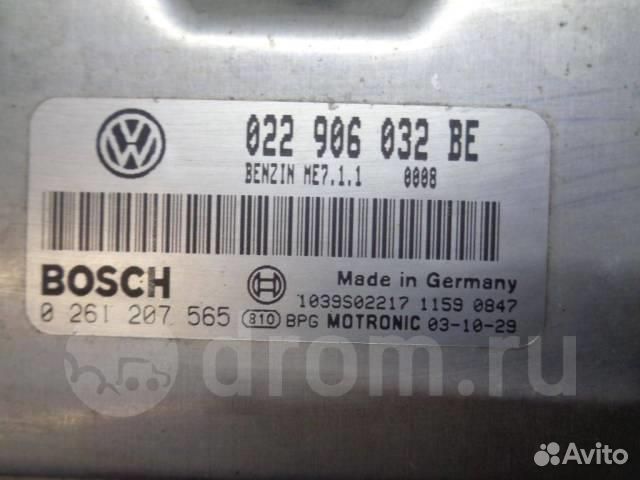 022 906 032 BE
BENZIN ME7.1.1 0008
BOSCH
Made in Germany
0 261 207 565
1039S02217 1159 0847
810 BPG MOTRONIC 03-10-29
drom.ru
Avito